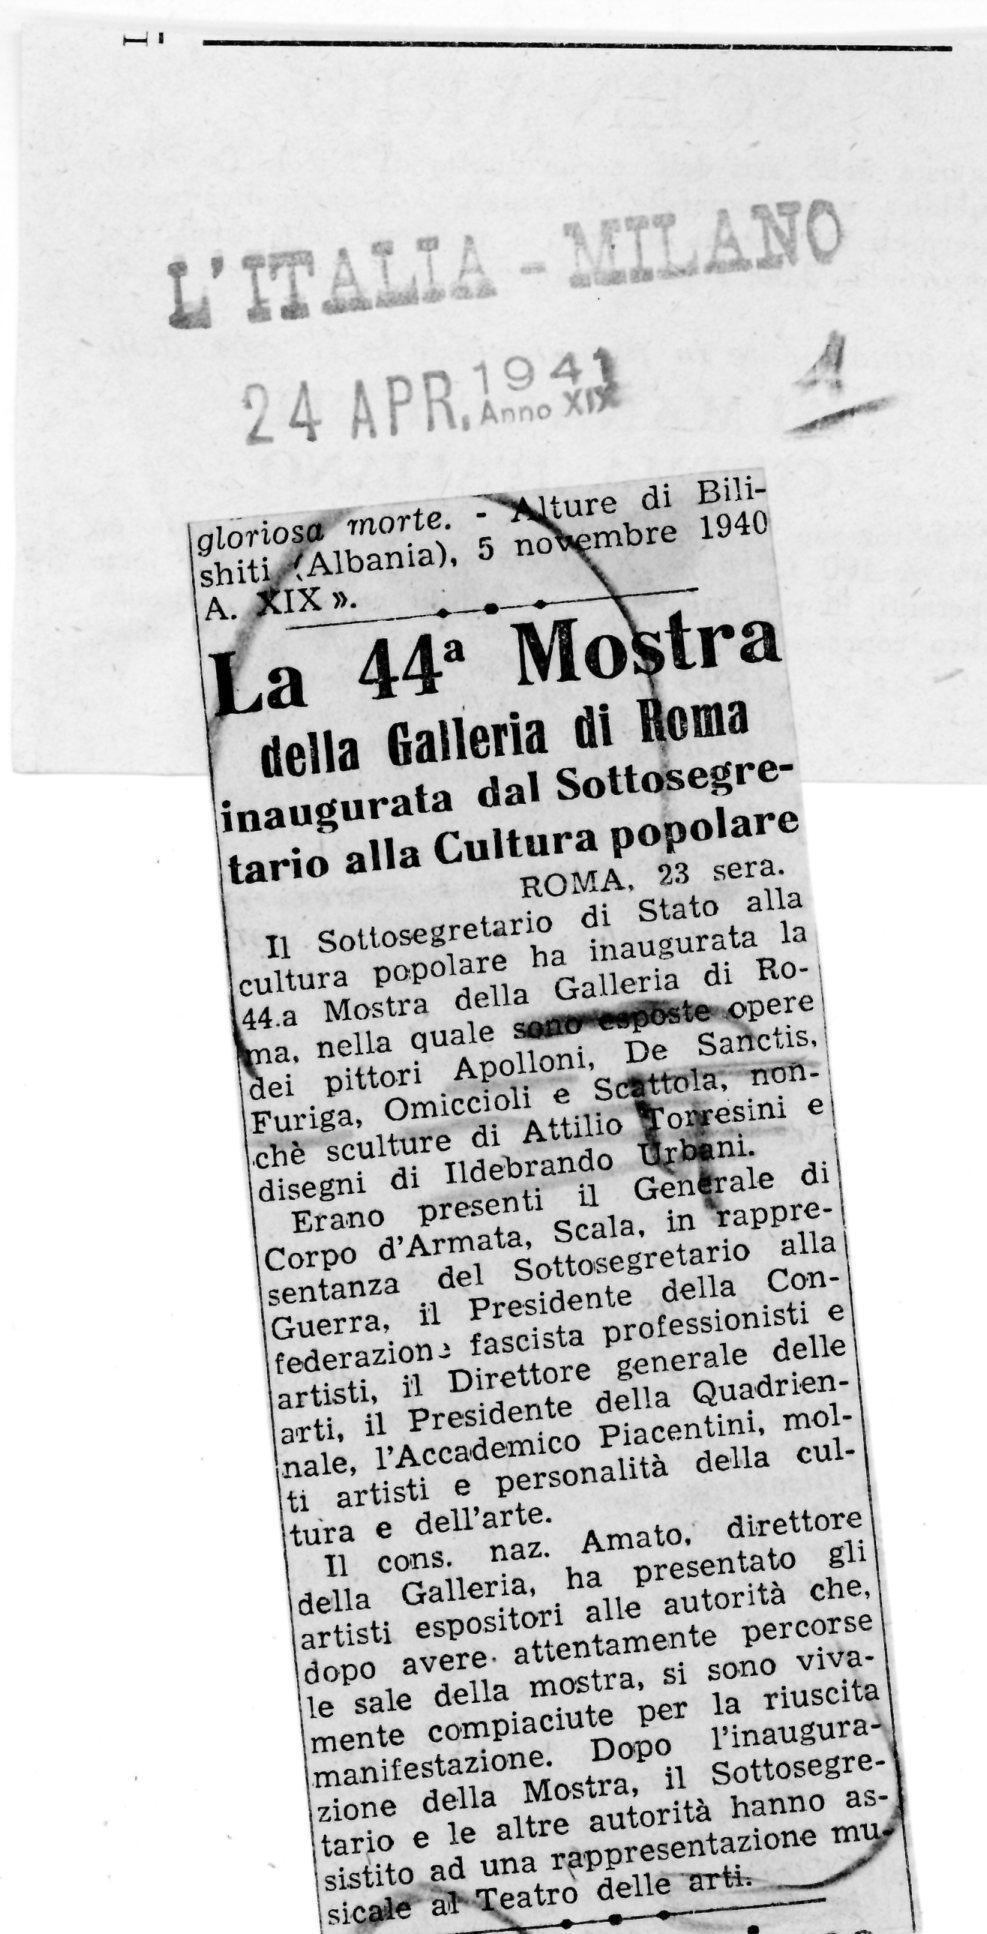 L'ITALIA - MILANO
24 APR. 1941
Anno XIX
gloriosa morte. - Alture di Bili-
shiti (Albania), 5 novembre 1940
A. XIX».
La 44a Mostra
della Galleria di Roma
inaugurata dal Sottosegre-
tario alla Cultura popolare
ROMA, 23 sera.
Il Sottosegretario di Stato alla
cultura popolare ha inaugurata la
44.a Mostra della Galleria di Ro-
ma, nella quale sono esposte opere
dei pittori Apolloni, De Sanctis,
Furiga, Omiccioli e Scattola, non-
chè sculture di Attilio Torresini e
disegni di Ildebrando Urbani.
Erano presenti il Generale di
Corpo d'Armata, Scala, in rappre-
sentanza del Sottosegretario alla
Guerra, il Presidente della Con-
federazione fascista professionisti e
artisti, il Direttore generale delle
arti, il Presidente della Quadrien-
nale, l'Accademico Piacentini, mol-
ti artisti e personalità della cul-
tura e dell'arte.
Il cons. naz. Amato, direttore
della Galleria, ha presentato gli
artisti espositori alle autorità che,
dopo avere attentamente percorse
le sale della mostra, si sono viva-
mente compiaciute per la riuscita
manifestazione. Dopo l'inaugura-
zione della Mostra, il Sottosegre-
tario e le altre autorità hanno as-
sistito ad una rappresentazione mu-
sicale al Teatro delle arti.